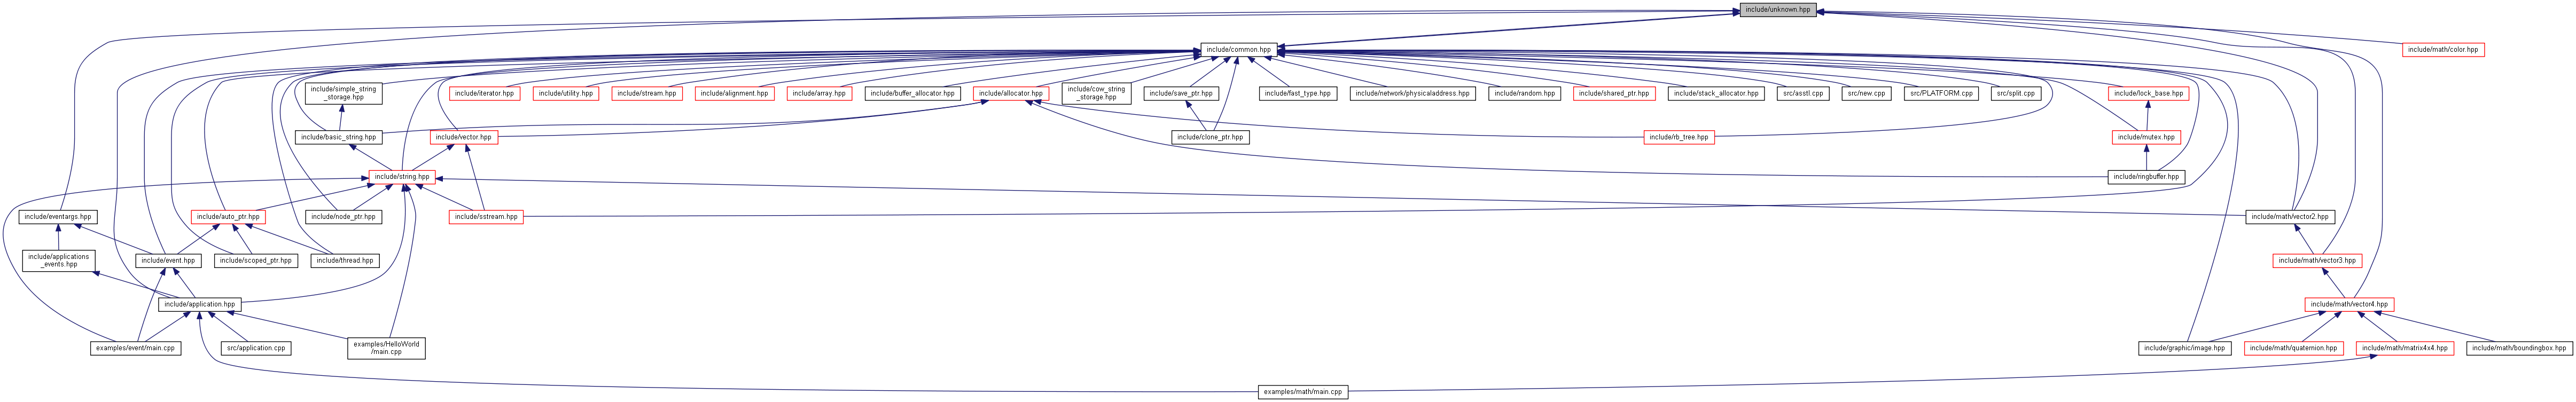 include/unknown.hpp
include/common.hpp
include/math/color.hpp
include/simple_string
_storage.hpp
include/iterator.hpp
include/utility.hpp
include/stream.hpp
include/alignment.hpp
include/array.hpp
include/buffer_allocator.hpp
include/allocator.hpp
include/cow_string
_storage.hpp
include/save_ptr.hpp
include/fast_type.hpp
include/network/physicaladdress.hpp
include/random.hpp
include/shared_ptr.hpp
include/stack_allocator.hpp
src/asstl.cpp
src/new.cpp
src/PLATFORM.cpp
src/split.cpp
include/lock_base.hpp
include/basic_string.hpp
include/vector.hpp
include/clone_ptr.hpp
include/rb_tree.hpp
include/mutex.hpp
include/string.hpp
include/ringbuffer.hpp
include/eventargs.hpp
include/auto_ptr.hpp
include/node_ptr.hpp
include/sstream.hpp
include/math/vector2.hpp
include/applications
_events.hpp
include/event.hpp
include/scoped_ptr.hpp
include/thread.hpp
include/math/vector3.hpp
include/application.hpp
include/math/vector4.hpp
examples/event/main.cpp
src/application.cpp
examples/HelloWorld
/main.cpp
include/graphic/image.hpp
include/math/quaternion.hpp
include/math/matrix4x4.hpp
include/math/boundingbox.hpp
examples/math/main.cpp